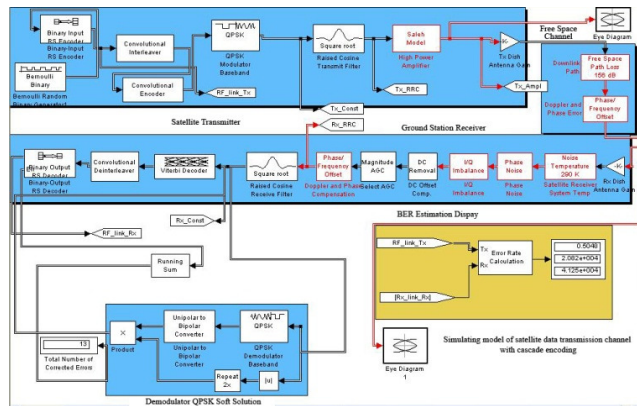 Binary Input
RS Encoder
Binary-Input
RS Encoder
Bernoulli
Binary
Bernoulli Random
Binary Generator1
Convolutional
Interleaver
Convolutional
Encoder
QPSK
QPSK
Modulator
Baseband
RF_link_Tx
Square root
Raised Cosine
Transmit Filter
Saleh
Model
High Power
Amplifier
Tx_Const
Tx_RRC
Tx_Ampl
Tx Dish
Antenna Gain
Free Space
Channel
Eye Diagram
Downlink
Path
Free Space
Path Loss
Doppler and
Phase Error
Phase/
Frequency
Offset
Satellite Transmitter
Ground Station Receiver
Rx_RRC
Binary Output
RS Decoder
Binary-Output
RS Decoder
Convolutional
Deinterleaver
Viterbi Decoder
Square root
Raised Cosine
Receive Filter
Phase/
Frequency
Offset
Doppler and Phase
Compensation
Magnitude
AGC
Select AGC
DC
Removal
DC Offset
Comp.
I/Q
Imbalance
I/Q
Imbalance
Phase
Noise
Phase
Noise
Noise
Temperature
290 K
Satellite Receiver
System Temp
Rx Dish
Antenna Gain
Rx_Const
RF_link_Rx
BER Estimation Dispay
RF_link_Tx
[Rx_link_Rx]
Tx
Rx
Error Rate
Calculation
0.5048
2.082e+004
4.125e+004
Simulating model of satellite data transmission channel
with cascade encoding
Running
Sum
13
Total Number of
Corrected Errors
×
Product
Unipolar to
Bipolar
Converter
Unipolar to
Bipolar
Converter
QPSK
QPSK
Demodulator
Baseband
Repeat
2x
|u|
Eye Diagram
1
Demodulator QPSK Soft Solution